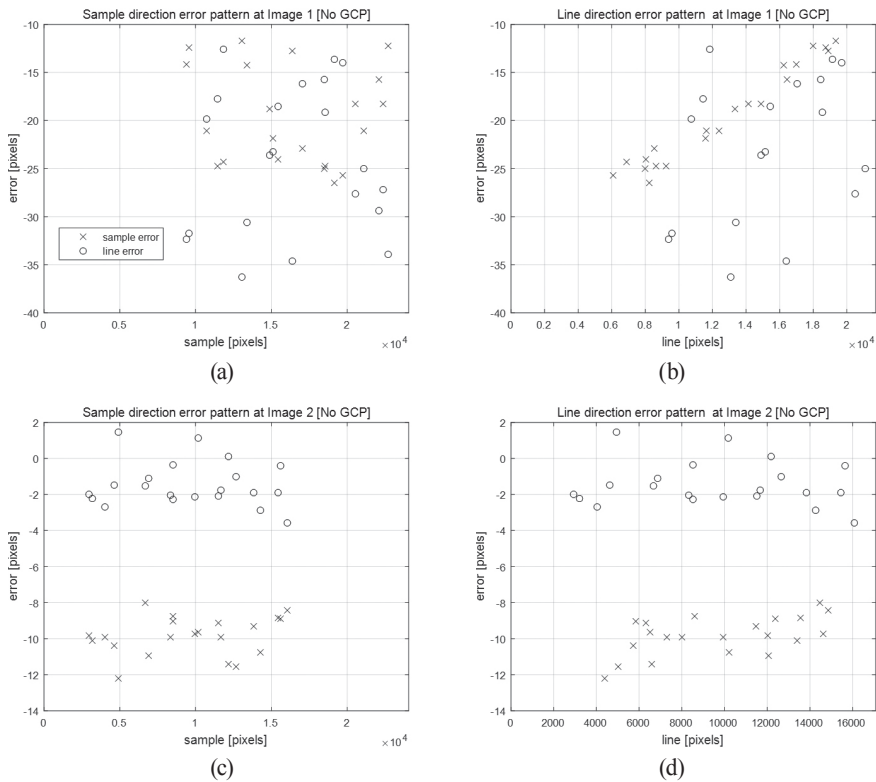 Sample direction error pattern at Image 1 [No GCP]
-10
-15
-20
-25
-30
-35
-40
error [pixels]
× sample error
○ line error
0 0.5 1 1.5 2
sample [pixels]
×10^4
(a)
Line direction error pattern at Image 1 [No GCP]
-10
-15
-20
-25
-30
-35
-40
error [pixels]
0 0.2 0.4 0.6 0.8 1 1.2 1.4 1.6 1.8 2
line [pixels]
×10^4
(b)
Sample direction error pattern at Image 2 [No GCP]
2
0
-2
-4
-6
-8
-10
-12
-14
error [pixels]
0 0.5 1 1.5 2
sample [pixels]
×10^4
(c)
Line direction error pattern at Image 2 [No GCP]
2
0
-2
-4
-6
-8
-10
-12
-14
error [pixels]
0 2000 4000 6000 8000 10000 12000 14000 16000
line [pixels]
(d)